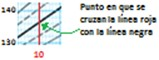 140
130
10
Punto en que se
cruzan la línea roja
con la línea negra